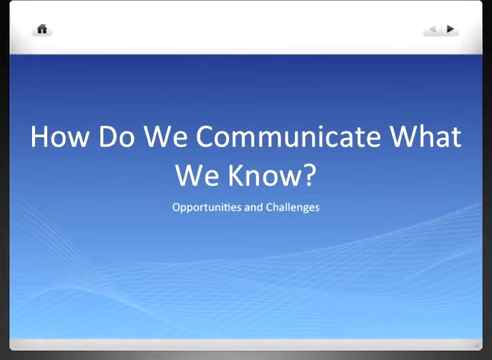 How Do We Communicate What
We Know?
Opportunities and Challenges